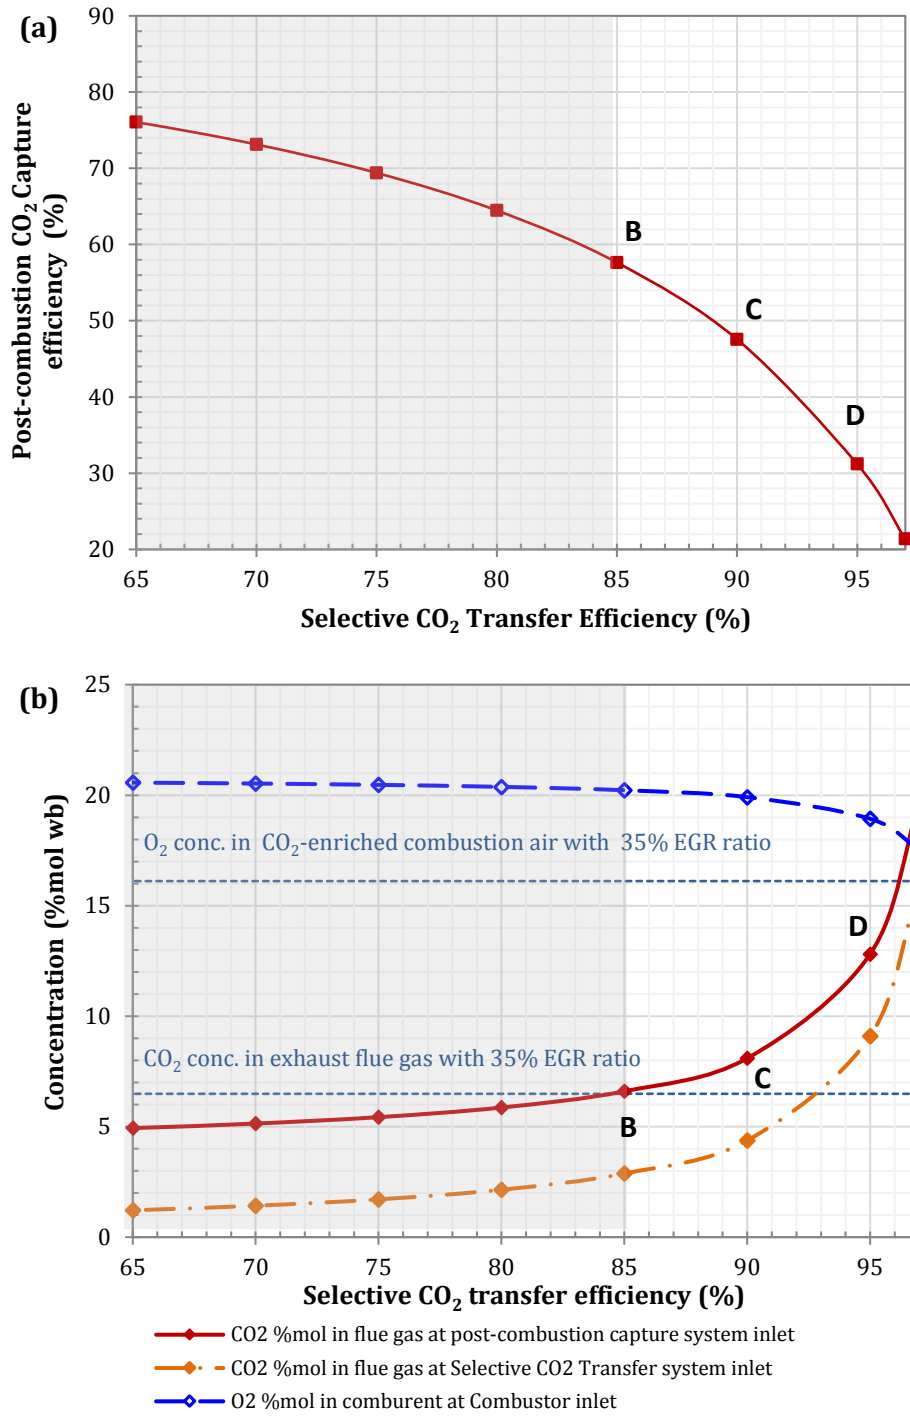 (a)
90
80
70
60
50
40
30
20
Post-combustion CO₂ Capture
efficiency (%)
B
C
D
65 70 75 80 85 90 95
Selective CO₂ Transfer Efficiency (%)
(b)
25
20
15
10
5
0
Concentration (%mol wb)
O₂ conc. in CO₂-enriched combustion air with 35% EGR ratio
D
CO₂ conc. in exhaust flue gas with 35% EGR ratio
C
B
65 70 75 80 85 90 95
Selective CO₂ transfer efficiency (%)
CO2 %mol in flue gas at post-combustion capture system inlet
CO2 %mol in flue gas at Selective CO2 Transfer system inlet
O2 %mol in comburent at Combustor inlet